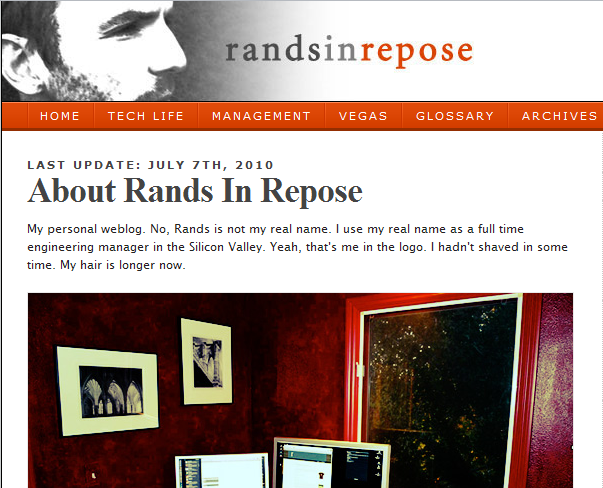 randsinrepose
HOME TECH LIFE MANAGEMENT VEGAS GLOSSARY ARCHIVES
LAST UPDATE: JULY 7TH, 2010
About Rands In Repose
My personal weblog. No, Rands is not my real name. I use my real name as a full time
engineering manager in the Silicon Valley. Yeah, that's me in the logo. I hadn't shaved in some
time. My hair is longer now.